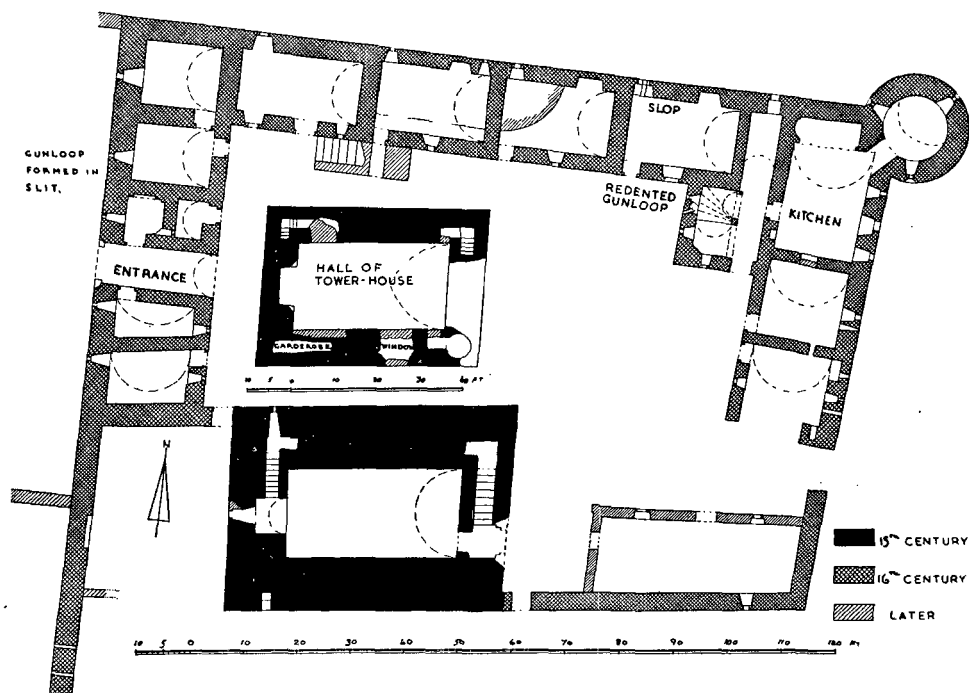 SLOP
GUNLOOP
FORMED IN
SLIT.
REDENTED
GUNLOOP
KITCHEN
ENTRANCE
HALL OF
TOWER-HOUSE
GARDEROBE
WINDOW
10 5 0 10 20 30 40 FT
N
15TH CENTURY
16TH CENTURY
LATER
10 5 0 10 20 30 40 50 60 70 80 90 100 110 120 FT